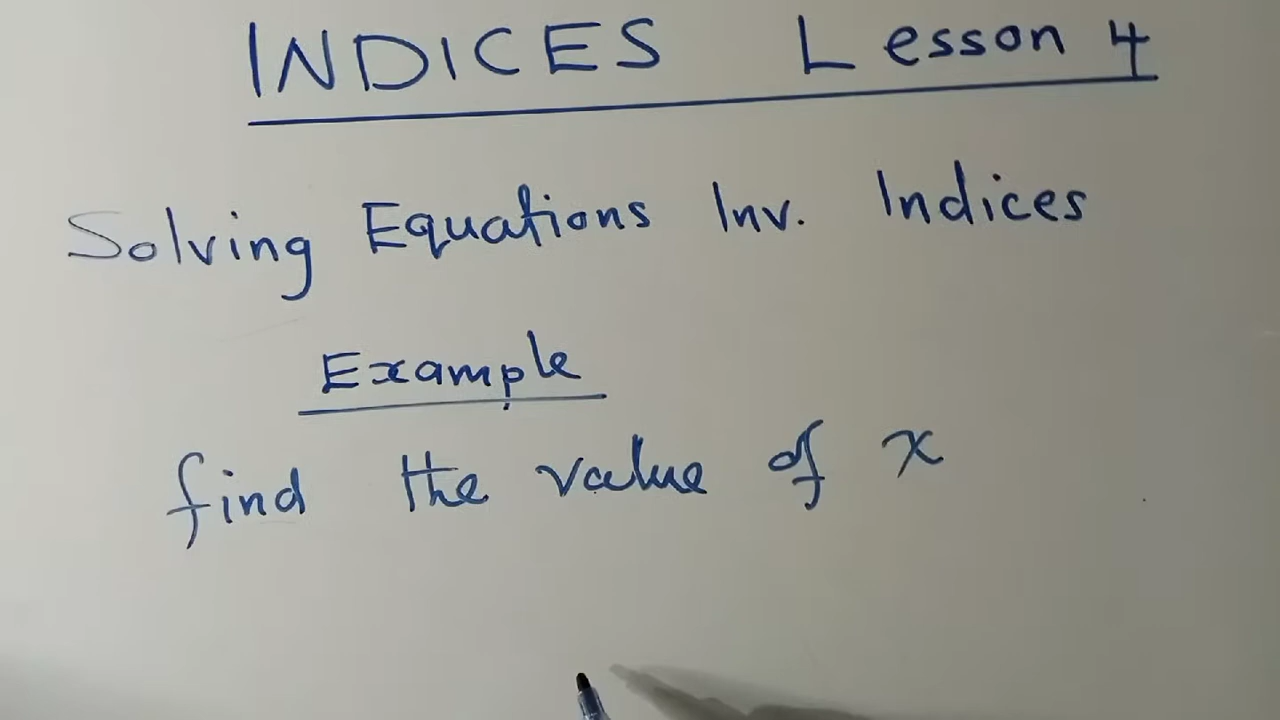 INDICES Lesson 4
Solving Equations Inv. Indices
Example
find the value of x